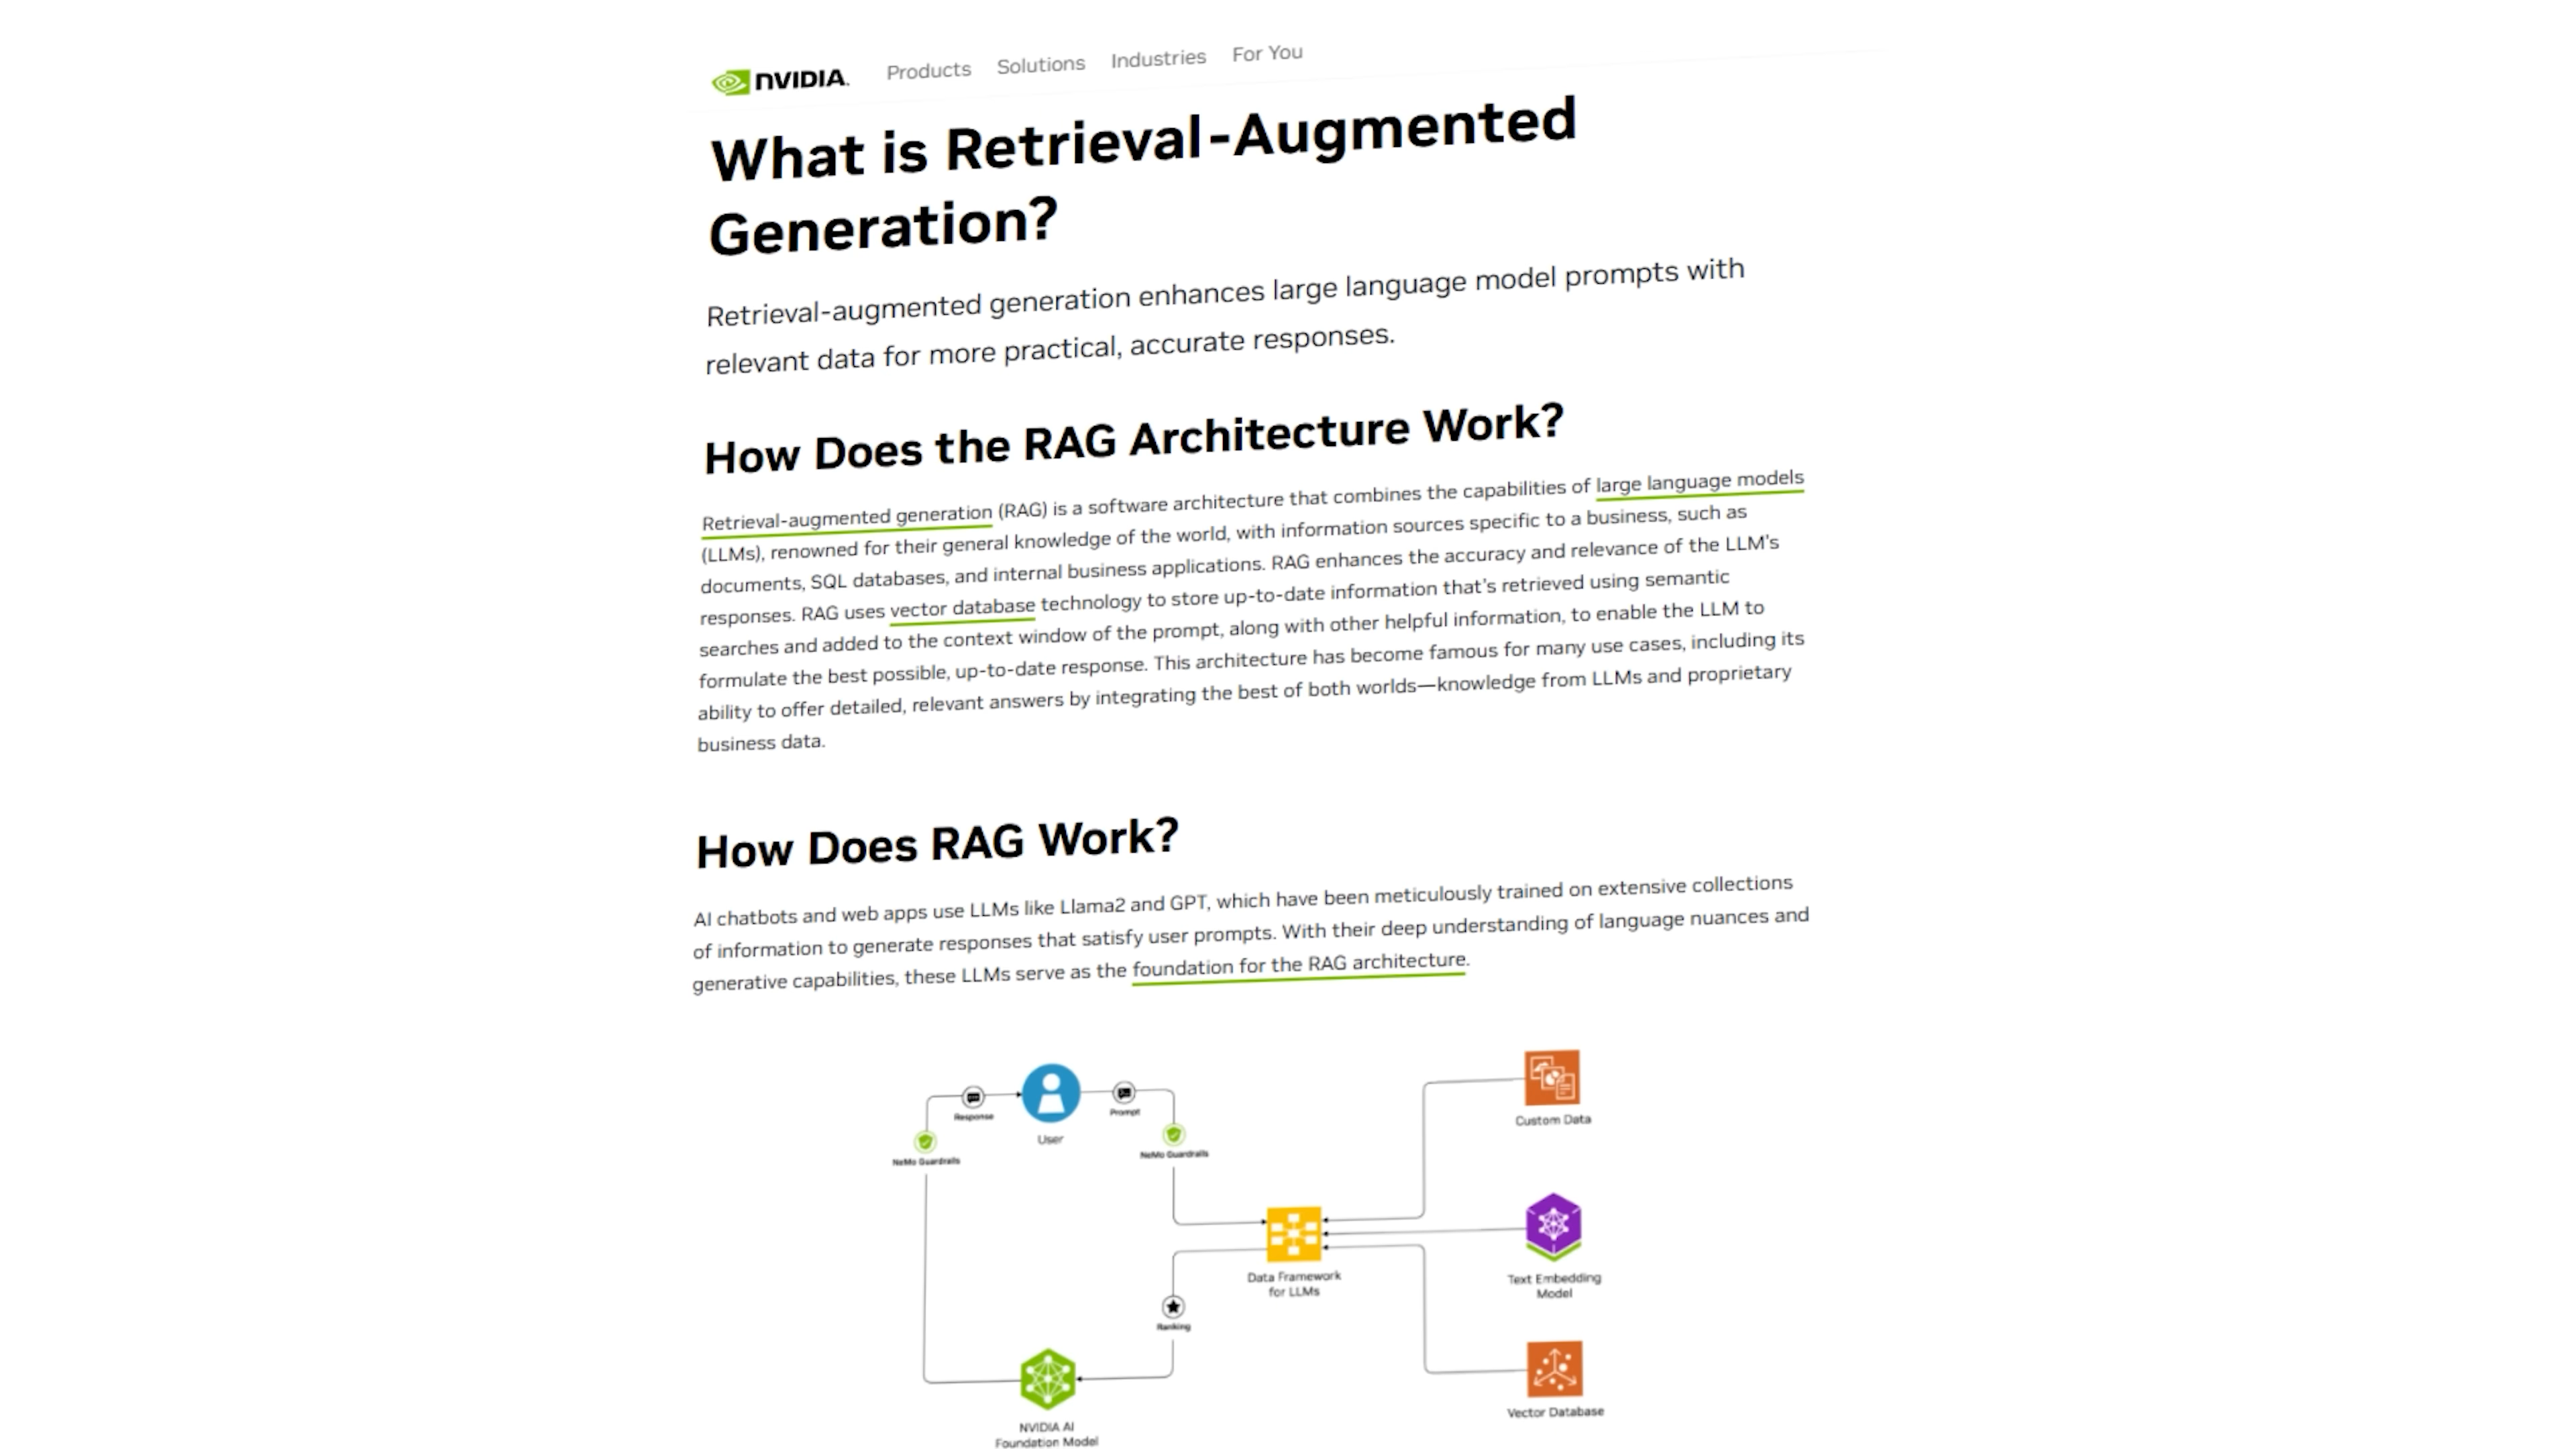 NVIDIA.
Products Solutions Industries For You
What is Retrieval-Augmented
Generation?
Retrieval-augmented generation enhances large language model prompts with
relevant data for more practical, accurate responses.
How Does the RAG Architecture Work?
Retrieval-augmented generation (RAG) is a software architecture that combines the capabilities of large language models
(LLMs), renowned for their general knowledge of the world, with information sources specific to a business, such as
documents, SQL databases, and internal business applications. RAG enhances the accuracy and relevance of the LLM's
responses. RAG uses vector database technology to store up-to-date information that's retrieved using semantic
searches and added to the context window of the prompt, along with other helpful information, to enable the LLM to
formulate the best possible, up-to-date response. This architecture has become famous for many use cases, including its
ability to offer detailed, relevant answers by integrating the best of both worlds—knowledge from LLMs and proprietary
business data.
How Does RAG Work?
AI chatbots and web apps use LLMs like Llama2 and GPT, which have been meticulously trained on extensive collections
of information to generate responses that satisfy user prompts. With their deep understanding of language nuances and
generative capabilities, these LLMs serve as the foundation for the RAG architecture.
Response
Prompt
User
NeMo Guardrails
NeMo Guardrails
Custom Data
Data Framework
for LLMs
Text Embedding
Model
Ranking
Vector Database
NVIDIA AI
Foundation Model